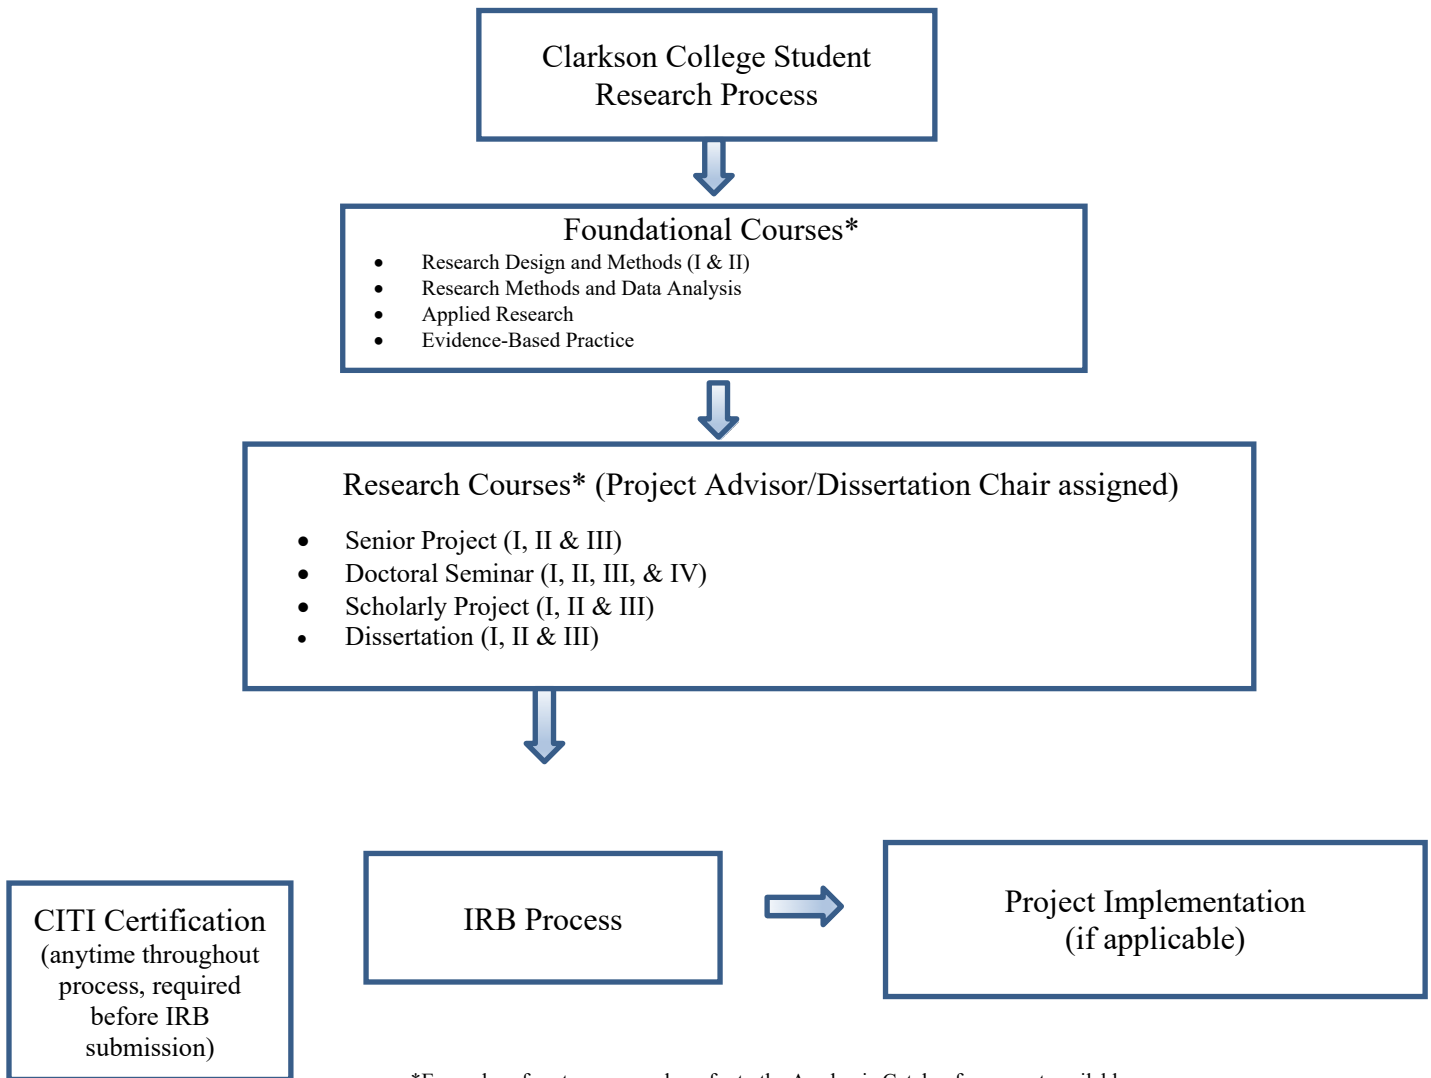 Clarkson College Student
Research Process
Foundational Courses*
• Research Design and Methods (I & II)
• Research Methods and Data Analysis
• Applied Research
• Evidence-Based Practice
Research Courses* (Project Advisor/Dissertation Chair assigned)
• Senior Project (I, II & III)
• Doctoral Seminar (I, II, III, & IV)
• Scholarly Project (I, II & III)
• Dissertation (I, II & III)
CITI Certification
(anytime throughout
process, required
before IRB
submission)
IRB Process
Project Implementation
(if applicable)